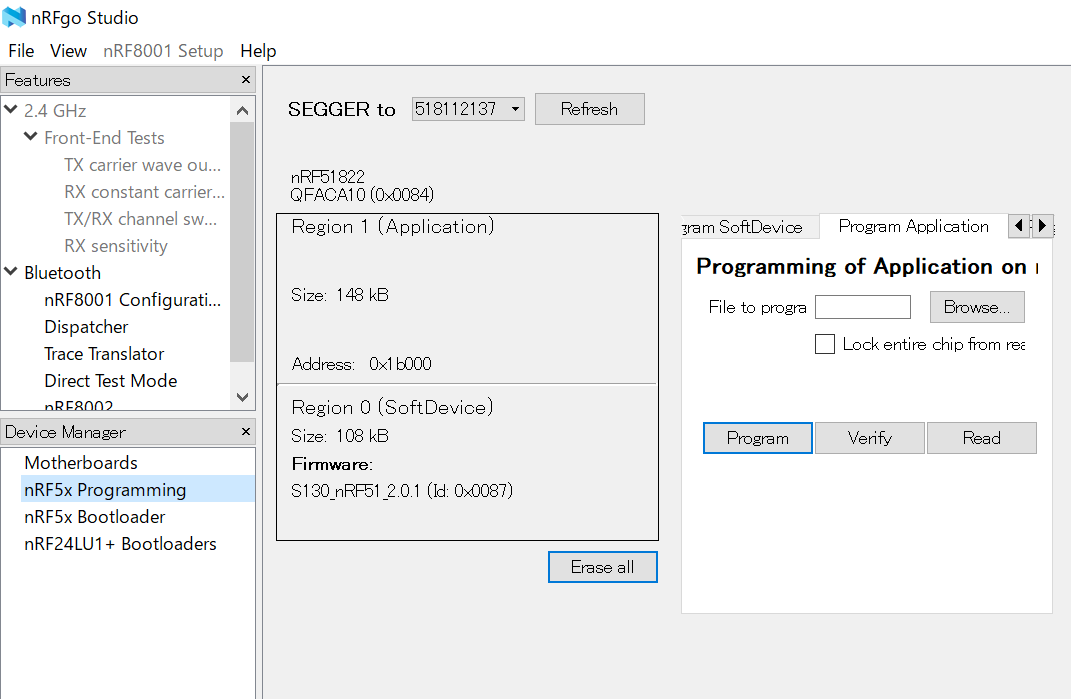 nRFgo Studio
File View nRF8001 Setup Help
Features ×
2.4 GHz
Front-End Tests
TX carrier wave ou...
RX constant carrier...
TX/RX channel sw...
RX sensitivity
Bluetooth
nRF8001 Configurati...
Dispatcher
Trace Translator
Direct Test Mode
nRF8002
Device Manager ×
Motherboards
nRF5x Programming
nRF5x Bootloader
nRF24LU1+ Bootloaders
SEGGER to 518112137 Refresh
nRF51822
QFACA10 (0x0084)
Region 1 (Application)
Size: 148 kB
Address: 0x1b000
Region 0 (SoftDevice)
Size: 108 kB
Firmware:
S130_nRF51_2.0.1 (Id: 0x0087)
Erase all
gram SoftDevice Program Application
Programming of Application on
File to progra Browse...
Lock entire chip from rea
Program Verify Read